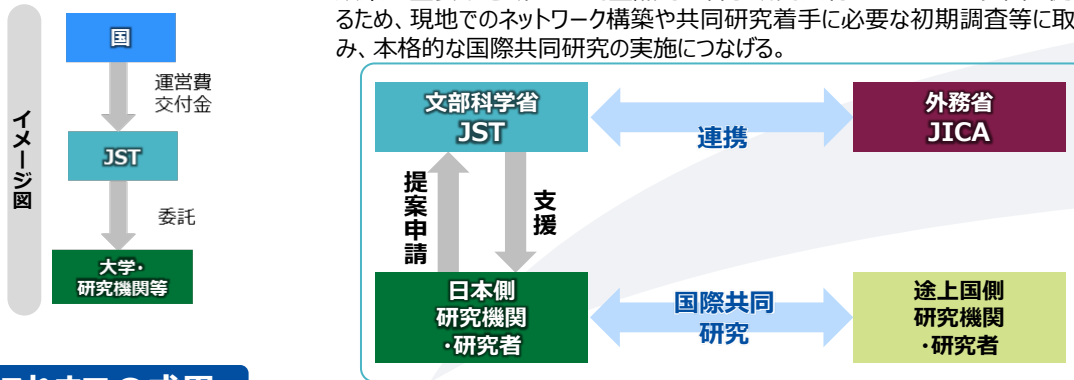 るため、現地でのネットワーク構築や共同研究着手に必要な初期調査等に取
み、本格的な国際共同研究の実施につなげる。
イメージ図
国
運営費
交付金
JST
委託
大学・
研究機関等
文部科学省
JST
連携
外務省
JICA
提案申請
支援
日本側
研究機関
・研究者
国際共同
研究
途上国側
研究機関
・研究者